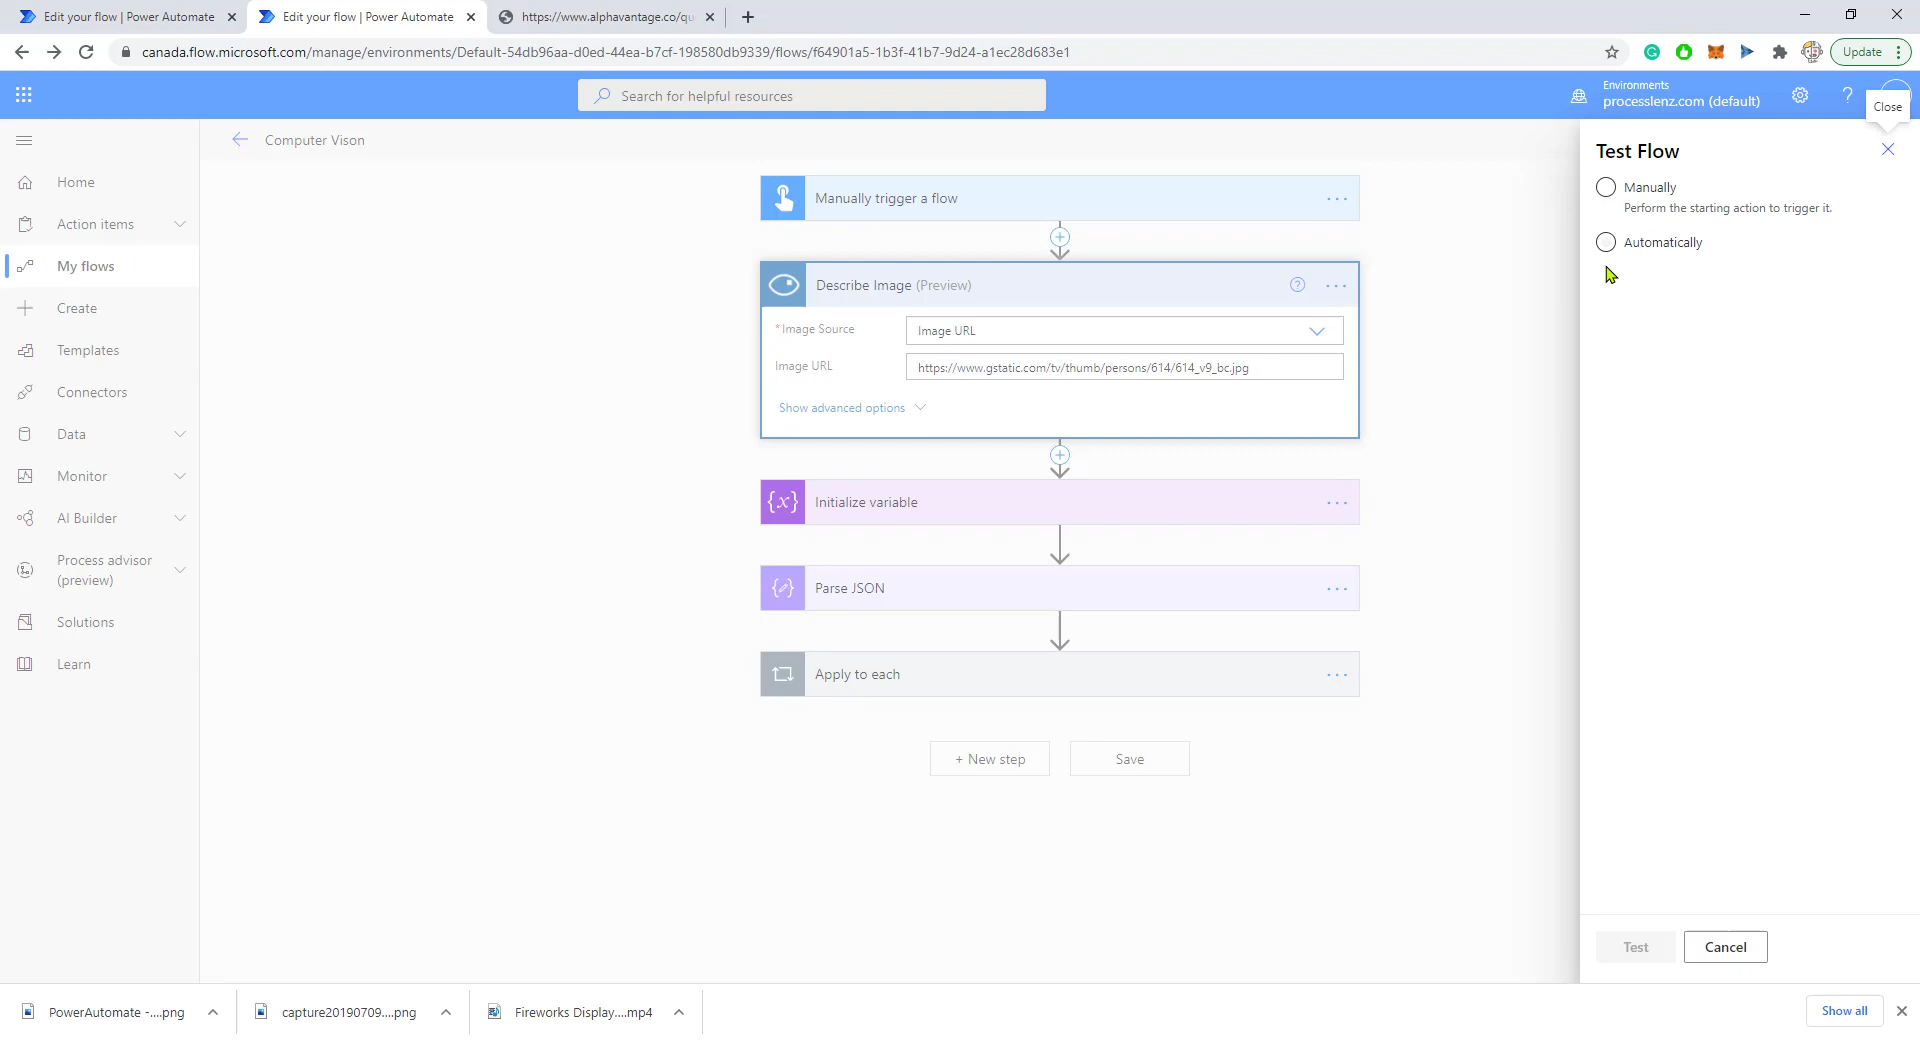 Edit your flow | Power Automate
Edit your flow | Power Automate
https://www.alphavantage.co/qu
canada.flow.microsoft.com/manage/environments/Default-54db96aa-d0ed-44ea-b7cf-198580db9339/flows/f64901a5-1b3f-41b7-9d24-a1ec28d683e1
Update
Search for helpful resources
Environments
processlenz.com (default)
?
Close
Computer Vison
Home
Action items
My flows
Create
Templates
Connectors
Data
Monitor
AI Builder
Process advisor
(preview)
Solutions
Learn
Manually trigger a flow
Describe Image (Preview)
* Image Source
Image URL
Image URL
https://www.gstatic.com/tv/thumb/persons/614/614_v9_bc.jpg
Show advanced options
{x} Initialize variable
Parse JSON
Apply to each
+ New step
Save
Test Flow
Manually
Perform the starting action to trigger it.
Automatically
Test
Cancel
PowerAutomate -....png
capture20190709....png
Fireworks Display....mp4
Show all